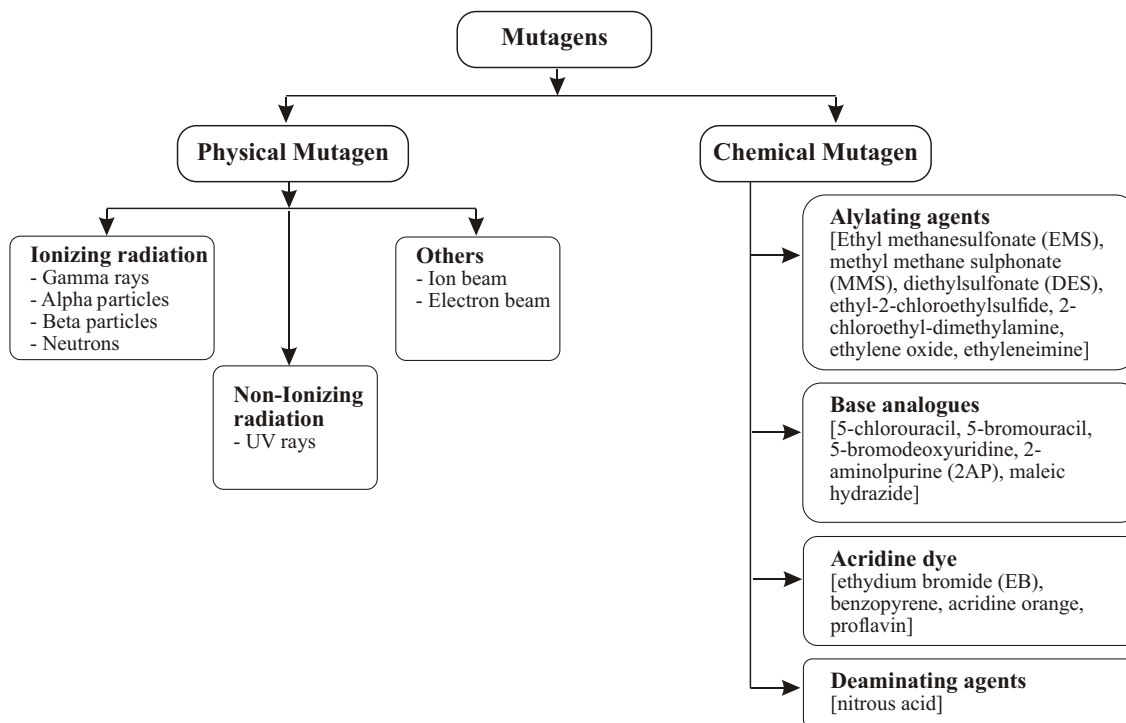 Mutagens
Physical Mutagen
Chemical Mutagen
Ionizing radiation
- Gamma rays
- Alpha particles
- Beta particles
- Neutrons
Non-Ionizing
radiation
- UV rays
Others
- Ion beam
- Electron beam
Alylating agents
[Ethyl methanesulfonate (EMS),
methyl methane sulphonate
(MMS), diethylsulfonate (DES),
ethyl-2-chloroethylsulfide, 2-
chloroethyl-dimethylamine,
ethylene oxide, ethyleneimine]
Base analogues
[5-chlorouracil, 5-bromouracil,
5-bromodeoxyuridine, 2-
aminolpurine (2AP), maleic
hydrazide]
Acridine dye
[ethydium bromide (EB),
benzopyrene, acridine orange,
proflavin]
Deaminating agents
[nitrous acid]